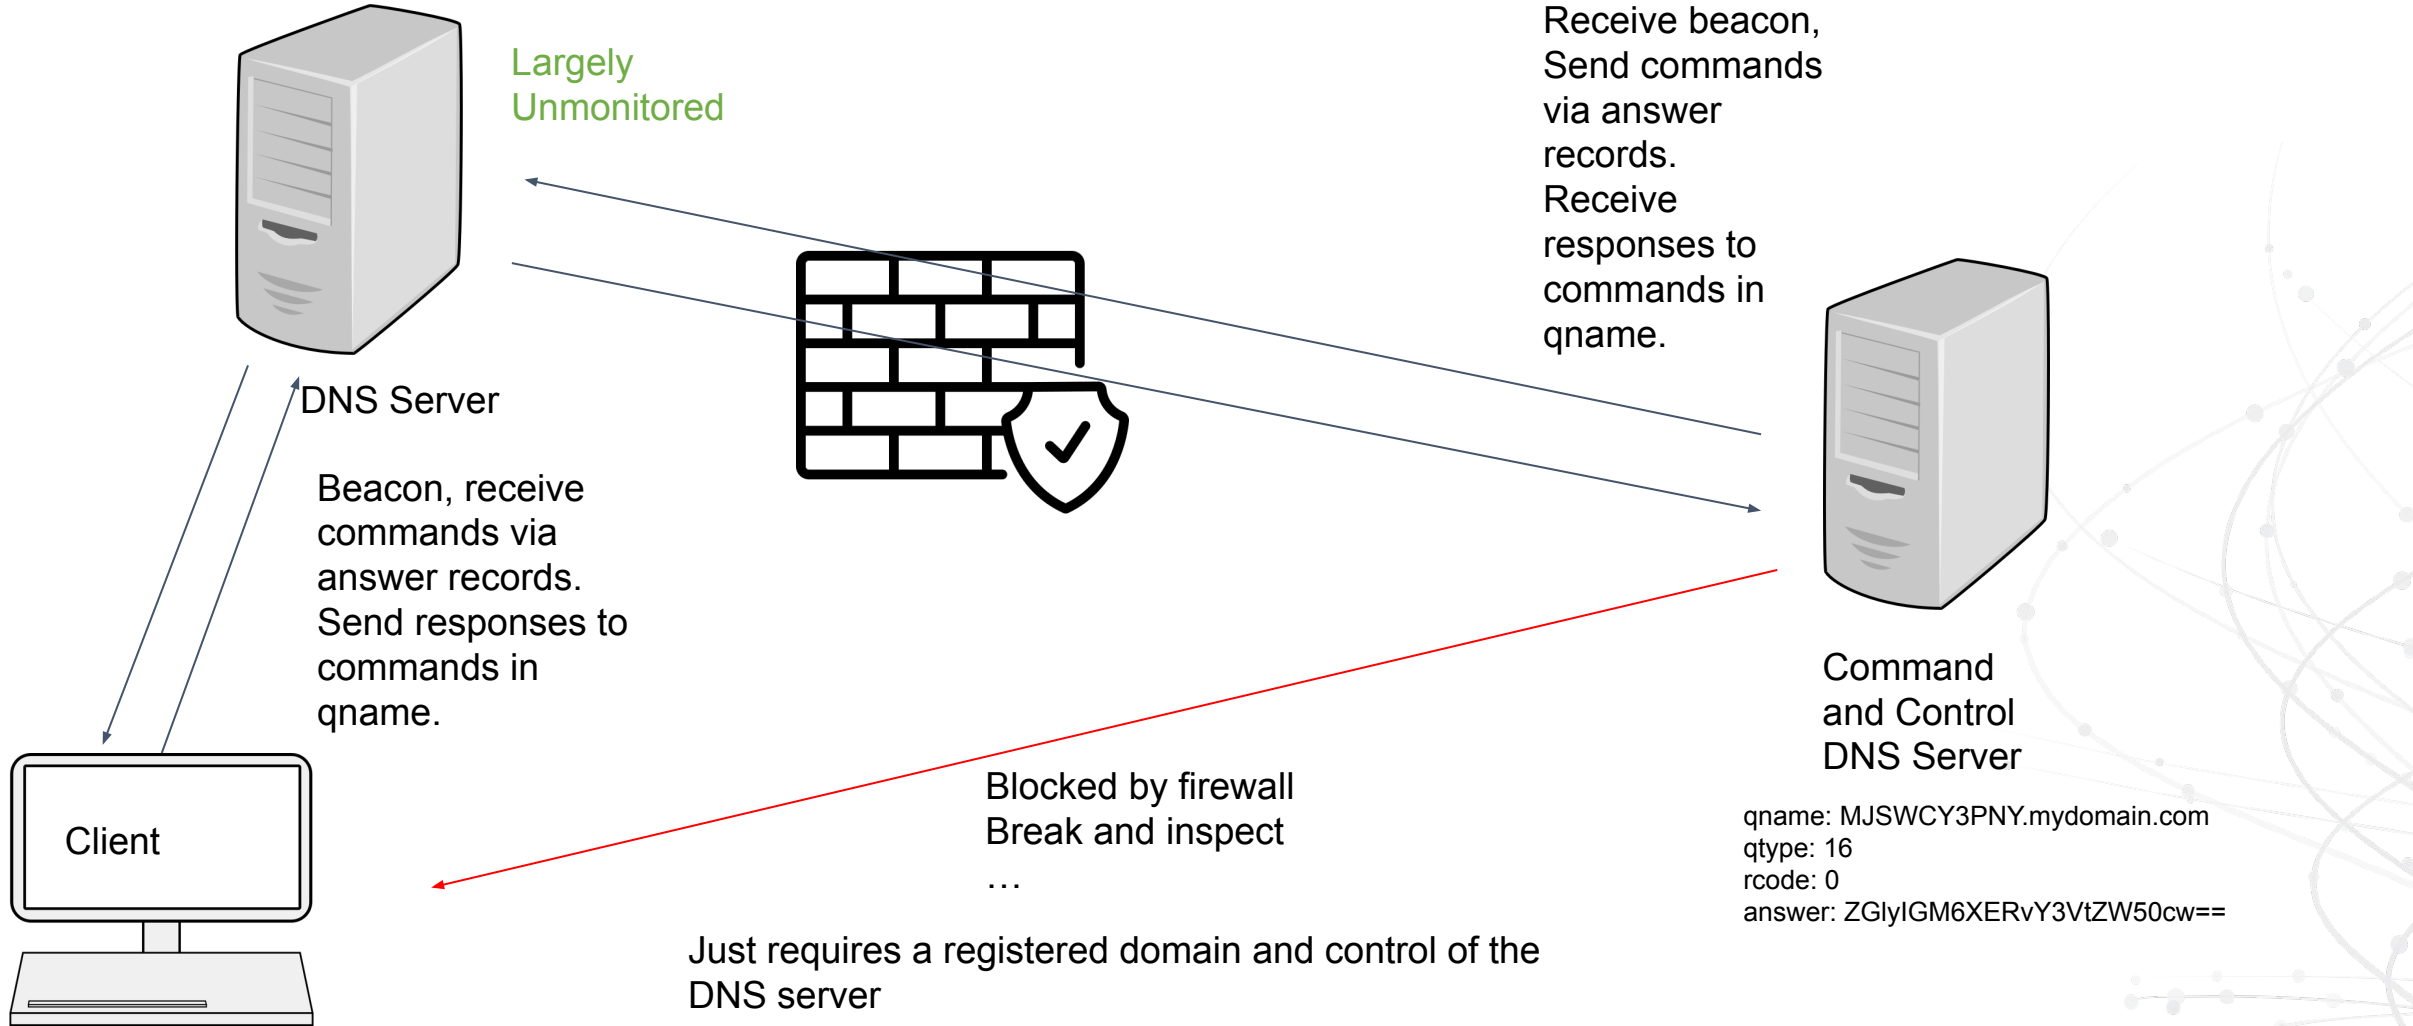 Largely
Unmonitored
Receive beacon,
Send commands
via answer
records.
Receive
responses to
commands in
qname.
DNS Server
Beacon, receive
commands via
answer records.
Send responses to
commands in
qname.
Client
Command
and Control
DNS Server
Blocked by firewall
Break and inspect
…
qname: MJSWCY3PNY.mydomain.com
qtype: 16
rcode: 0
answer: ZGlyIGM6XERvY3VtZW50cw==
Just requires a registered domain and control of the
DNS server